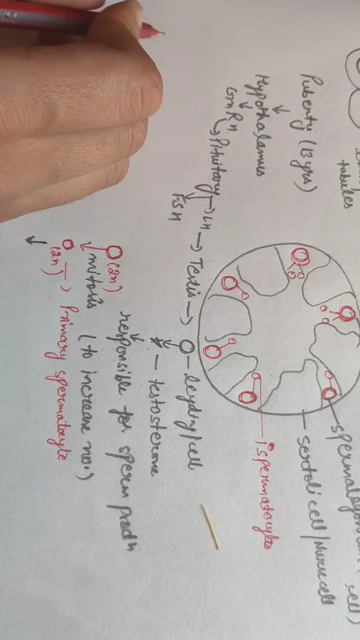 tubules
Puberty (13 yrs)
↓
Hypothalamus
↓
GnRH
↳ Pituitary → LH → Testis → O - leydig cell
FSH
↓
* - testosterone
↓
responsible for sperm prodn
O (2n)
↓ mitosis (to increase no.)
O → Primary spermatocyte
(2n)
↓
cell)
sertoli cell/Nurse cell
1°spermatocyte